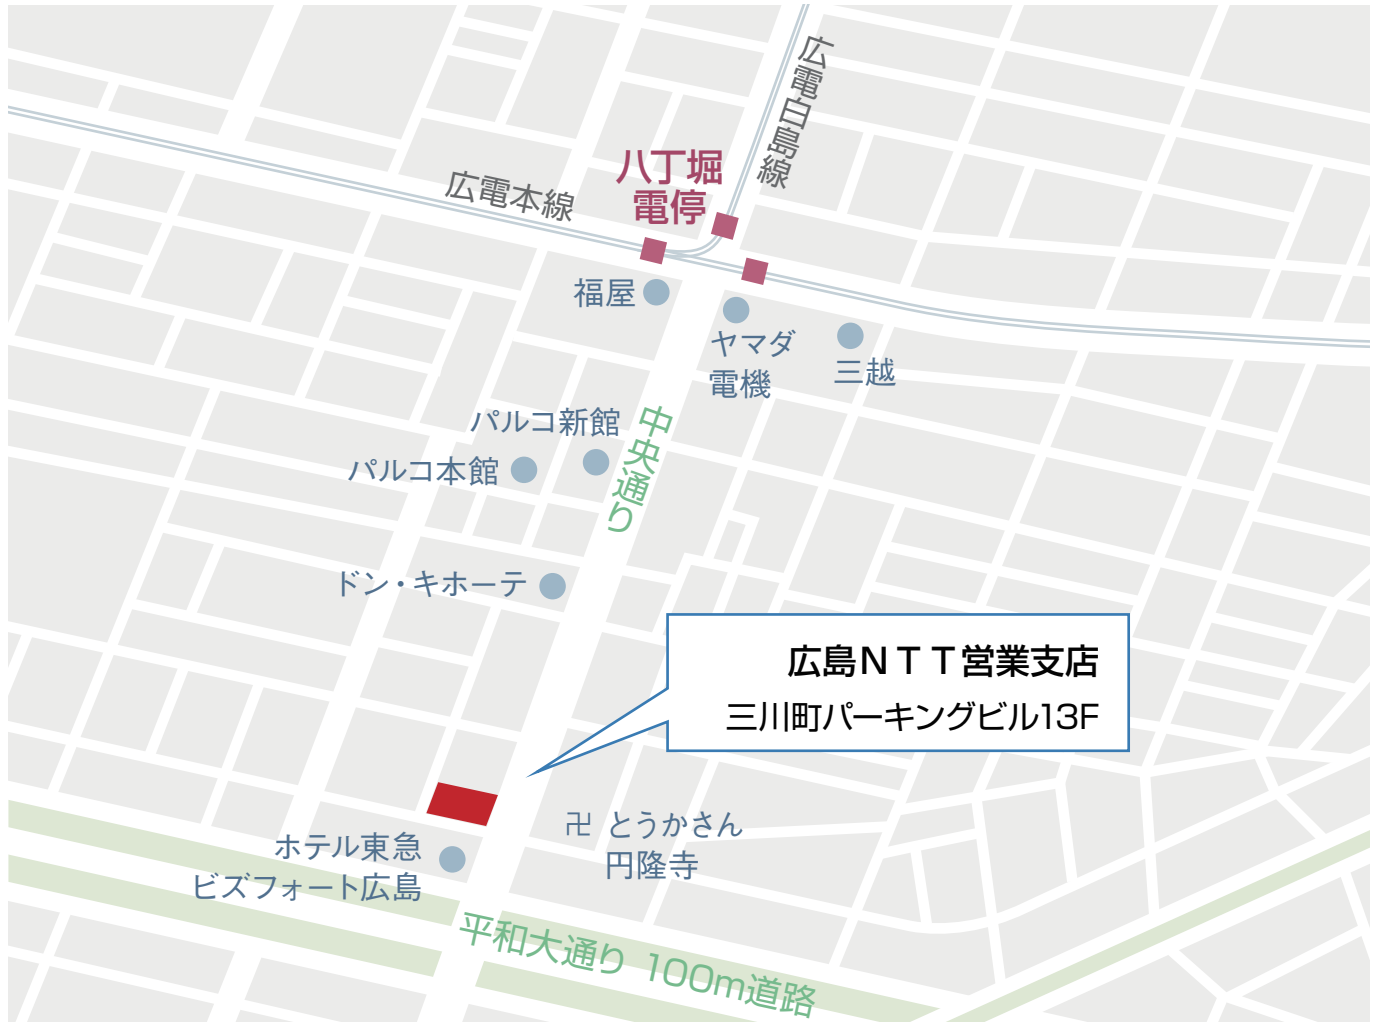 広電白島線
八丁堀
電停
広電本線
福屋
ヤマダ
電機
三越
パルコ新館
中央通り
パルコ本館
ドン・キホーテ
広島NTT営業支店
三川町パーキングビル13F
卍 とうかさん
円隆寺
ホテル東急
ビズフォート広島
平和大通り 100m道路